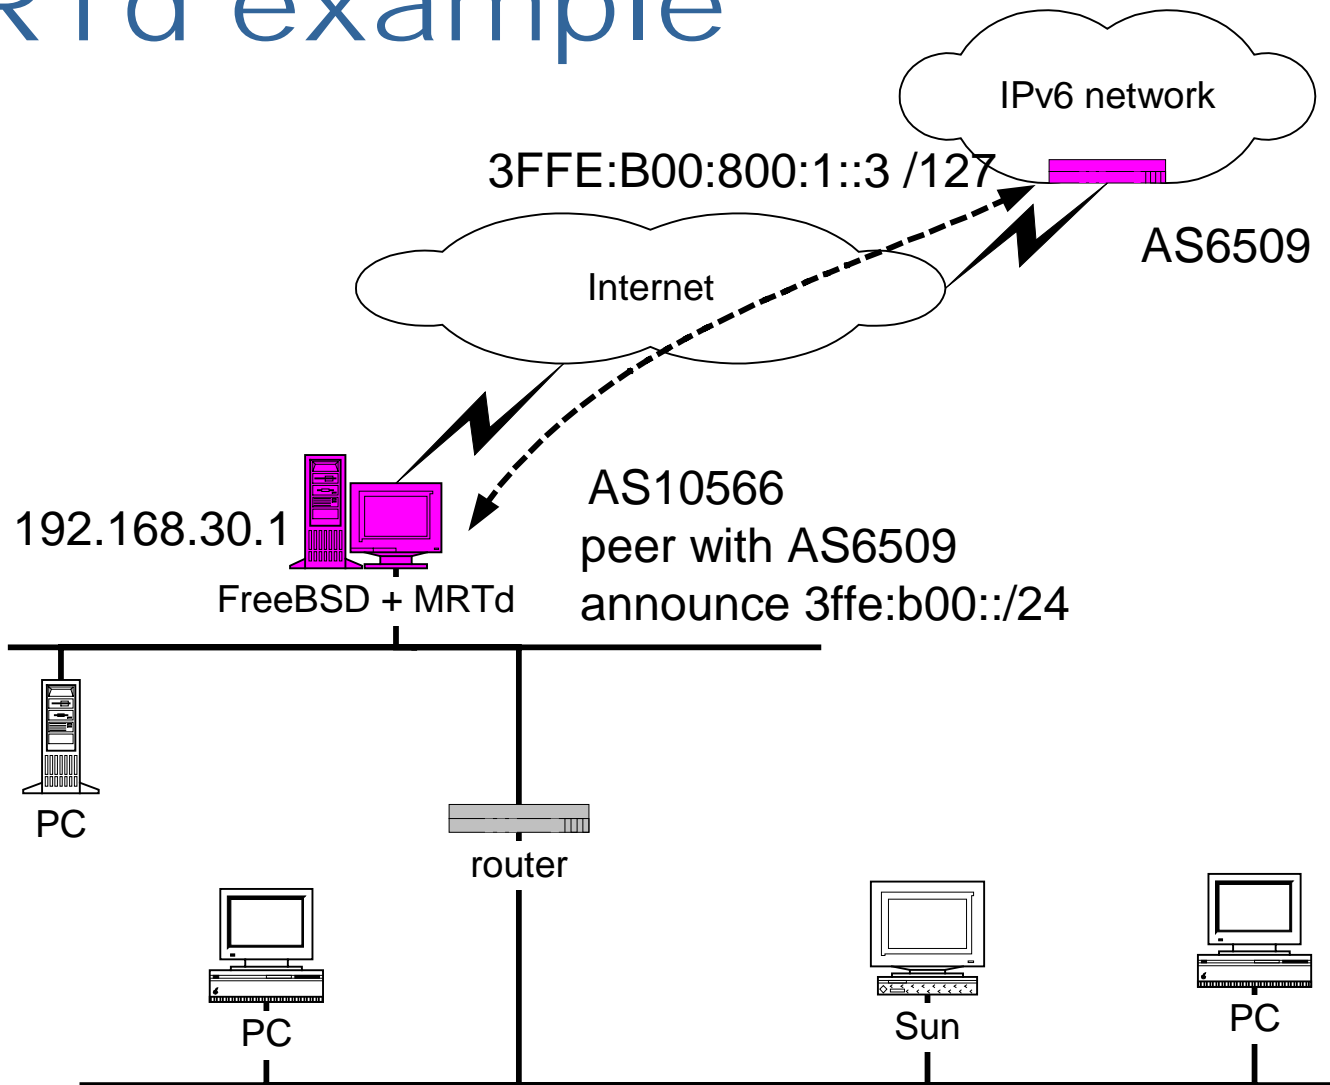 RTd example
IPv6 network
3FFE:B00:800:1::3 /127
AS6509
Internet
192.168.30.1
AS10566
peer with AS6509
announce 3ffe:b00::/24
FreeBSD + MRTd
PC
router
PC
Sun
PC